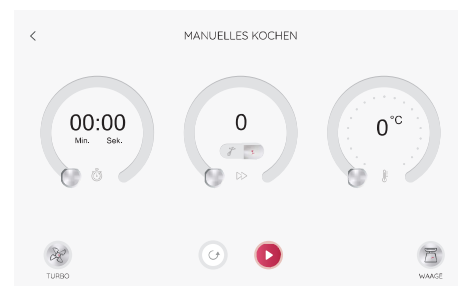 MANUELLES KOCHEN
00:00
Min. Sek.
0
0 °C
TURBO
WAAGE